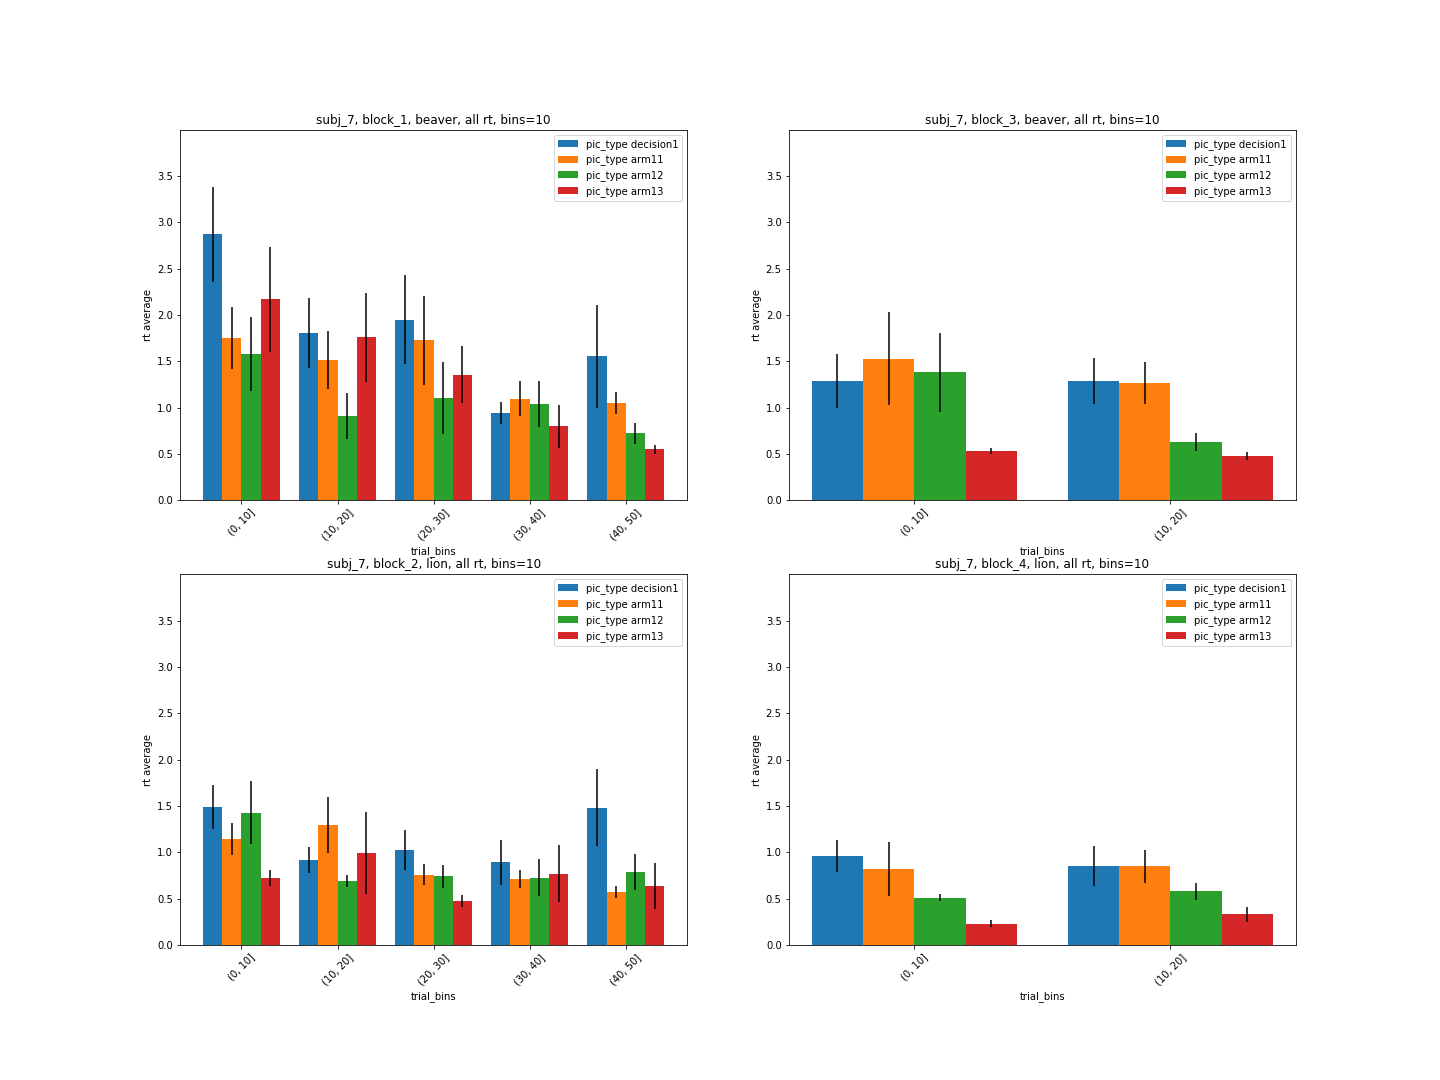 subj_7, block_1, beaver, all rt, bins=10
pic_type decision1
pic_type arm11
pic_type arm12
pic_type arm13
rt average
3.5
3.0
2.5
2.0
1.5
1.0
0.5
0.0
(0, 10]
(10, 20]
(20, 30]
(30, 40]
(40, 50]
trial_bins
subj_7, block_3, beaver, all rt, bins=10
pic_type decision1
pic_type arm11
pic_type arm12
pic_type arm13
rt average
3.5
3.0
2.5
2.0
1.5
1.0
0.5
0.0
(0, 10]
(10, 20]
trial_bins
subj_7, block_2, lion, all rt, bins=10
pic_type decision1
pic_type arm11
pic_type arm12
pic_type arm13
rt average
3.5
3.0
2.5
2.0
1.5
1.0
0.5
0.0
(0, 10]
(10, 20]
(20, 30]
(30, 40]
(40, 50]
trial_bins
subj_7, block_4, lion, all rt, bins=10
pic_type decision1
pic_type arm11
pic_type arm12
pic_type arm13
rt average
3.5
3.0
2.5
2.0
1.5
1.0
0.5
0.0
(0, 10]
(10, 20]
trial_bins